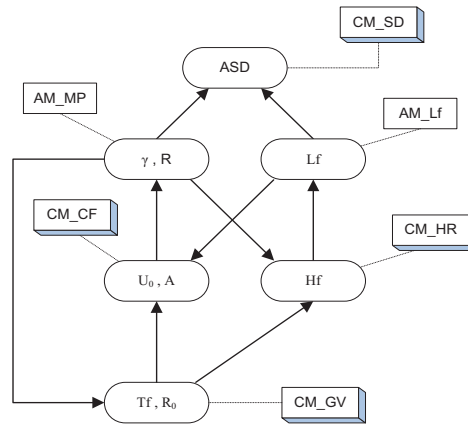 CM_SD
ASD
AM_MP
AM_Lf
γ , R
Lf
CM_CF
CM_HR
U₀ , A
Hf
Tf , R₀
CM_GV